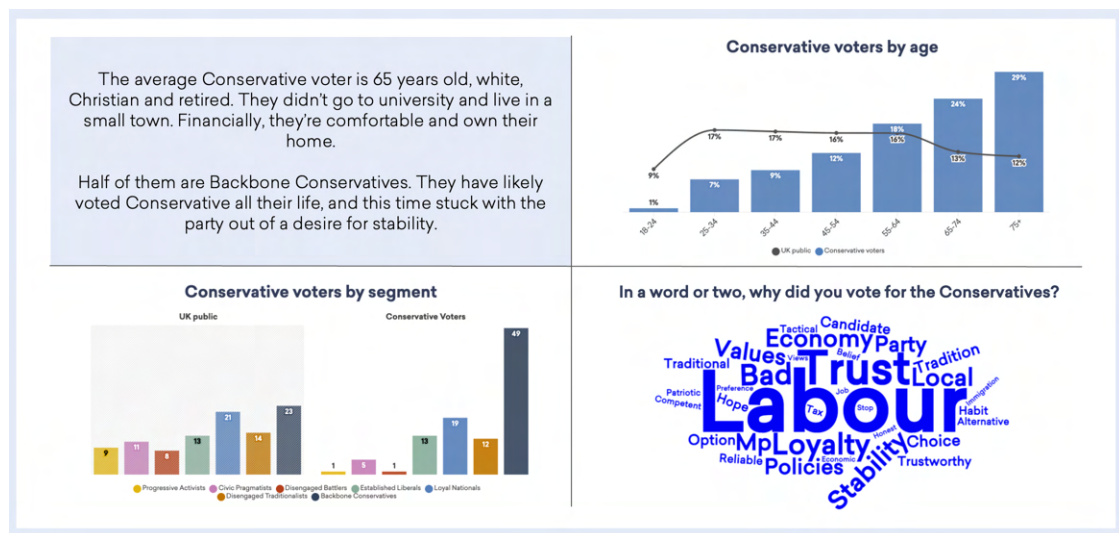 The average Conservative voter is 65 years old, white,
Christian and retired. They didn't go to university and live in a
small town. Financially, they're comfortable and own their
home.
Half of them are Backbone Conservatives. They have likely
voted Conservative all their life, and this time stuck with the
party out of a desire for stability.
Conservative voters by age
29%
24%
18%
17%
17%
16%
16%
13%
12%
12%
9%
9%
7%
1%
18-24
25-34
35-44
45-54
55-64
65-74
75+
UK public
Conservative voters
Conservative voters by segment
UK public
Conservative Voters
9
11
8
13
21
14
23
1
5
1
13
19
12
49
Progressive Activists
Civic Pragmatists
Disengaged Battlers
Established Liberals
Loyal Nationals
Disengaged Traditionalists
Backbone Conservatives
In a word or two, why did you vote for the Conservatives?
Tactical
Candidate
Economy
Party
Values
Views
Belief
Tradition
Traditional
Bad
Trust
Local
Patriotic
Preference
Job
Immigration
Competent
Hope
Labour
Tax
Stop
Habit
Alternative
Option
Mp
Loyalty
Honest
Choice
Reliable
Policies
Economic
Stability
Trustworthy